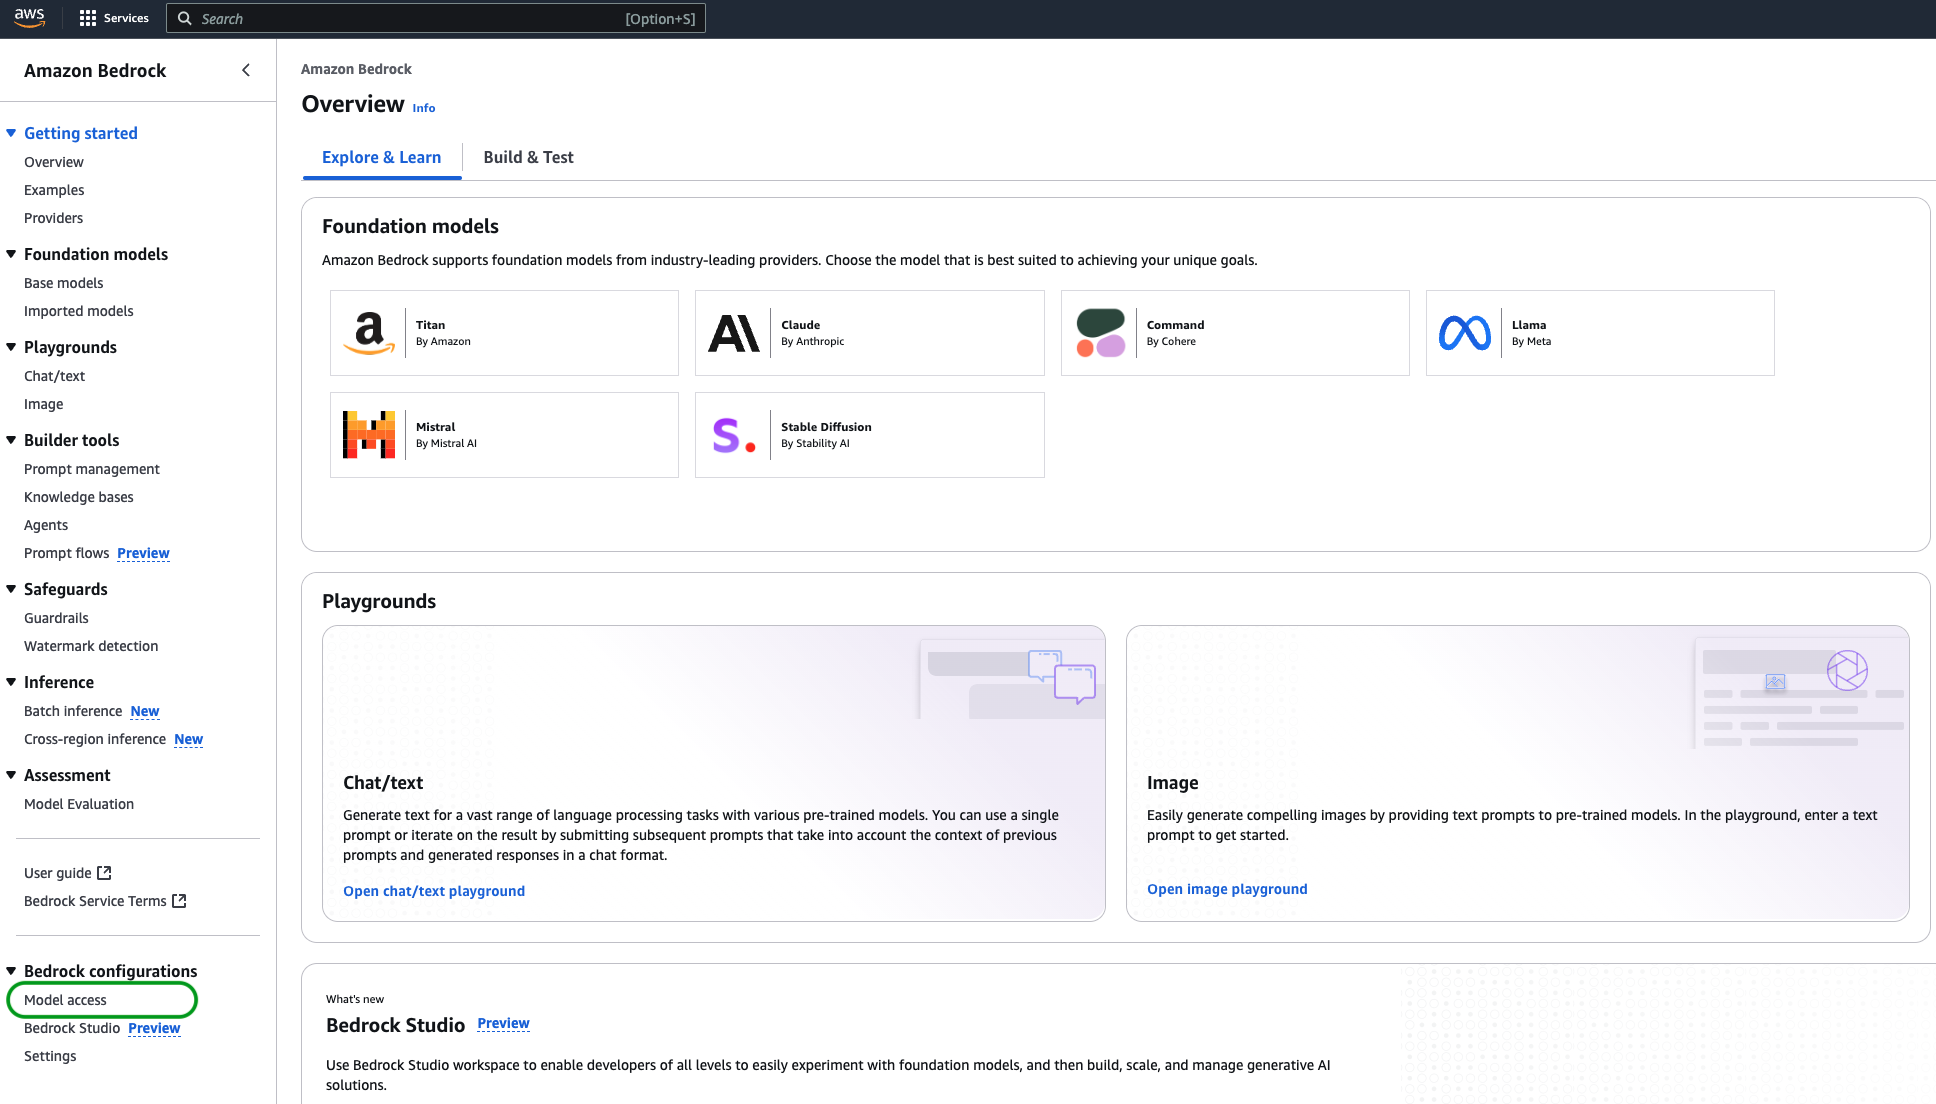 aws
Services
Search
[Option+S]
Amazon Bedrock
Getting started
Overview
Examples
Providers
Foundation models
Base models
Imported models
Playgrounds
Chat/text
Image
Builder tools
Prompt management
Knowledge bases
Agents
Prompt flows Preview
Safeguards
Guardrails
Watermark detection
Inference
Batch inference New
Cross-region inference New
Assessment
Model Evaluation
User guide
Bedrock Service Terms
Bedrock configurations
Model access
Bedrock Studio Preview
Settings
Amazon Bedrock
Overview Info
Explore & Learn
Build & Test
Foundation models
Amazon Bedrock supports foundation models from industry-leading providers. Choose the model that is best suited to achieving your unique goals.
Titan
By Amazon
Claude
By Anthropic
Command
By Cohere
Llama
By Meta
Mistral
By Mistral AI
Stable Diffusion
By Stability AI
Playgrounds
Chat/text
Generate text for a vast range of language processing tasks with various pre-trained models. You can use a single
prompt or iterate on the result by submitting subsequent prompts that take into account the context of previous
prompts and generated responses in a chat format.
Open chat/text playground
Image
Easily generate compelling images by providing text prompts to pre-trained models. In the playground, enter a text
prompt to get started.
Open image playground
What's new
Bedrock Studio Preview
Use Bedrock Studio workspace to enable developers of all levels to easily experiment with foundation models, and then build, scale, and manage generative AI
solutions.